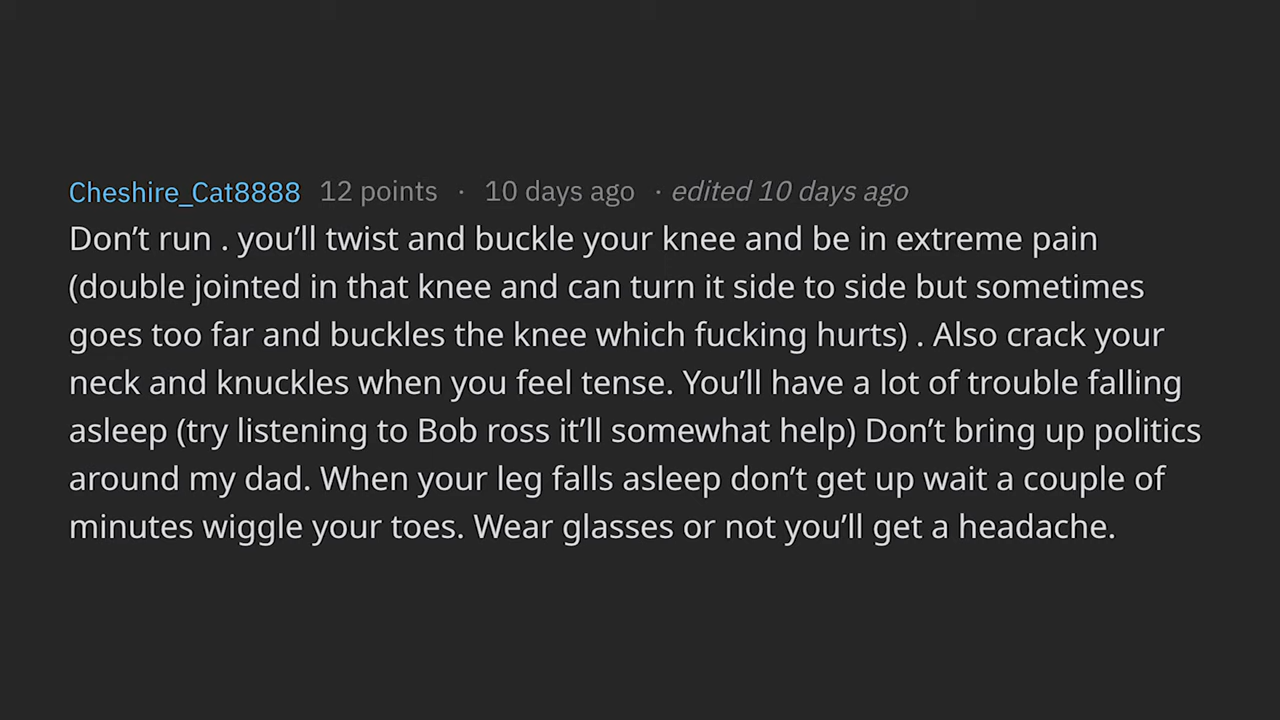 Cheshire_Cat8888 12 points · 10 days ago · edited 10 days ago
Don’t run . you’ll twist and buckle your knee and be in extreme pain
(double jointed in that knee and can turn it side to side but sometimes
goes too far and buckles the knee which fucking hurts) . Also crack your
neck and knuckles when you feel tense. You’ll have a lot of trouble falling
asleep (try listening to Bob ross it’ll somewhat help) Don’t bring up politics
around my dad. When your leg falls asleep don’t get up wait a couple of
minutes wiggle your toes. Wear glasses or not you’ll get a headache.